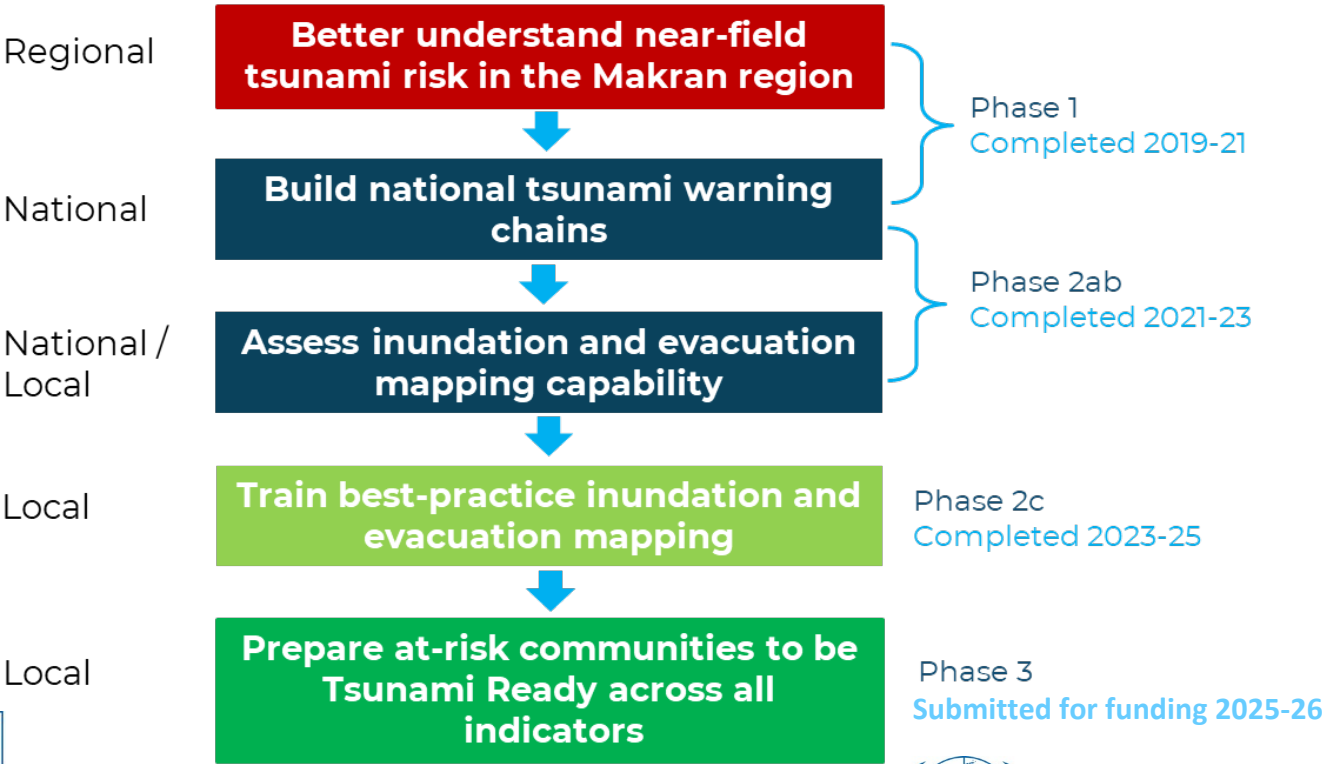 Regional
Better understand near-field
tsunami risk in the Makran region
Phase 1
Completed 2019-21
National
Build national tsunami warning
chains
Phase 2ab
Completed 2021-23
National /
Local
Assess inundation and evacuation
mapping capability
Local
Train best-practice inundation and
evacuation mapping
Phase 2c
Completed 2023-25
Local
Prepare at-risk communities to be
Tsunami Ready across all
indicators
Phase 3
Submitted for funding 2025-26